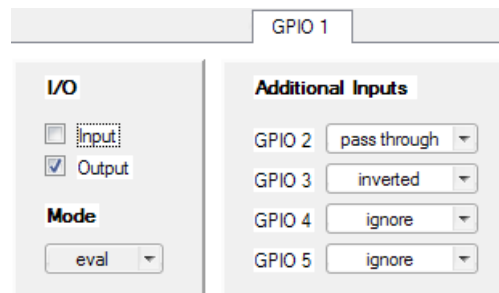 GPIO 1
I/O
Input
Output
Mode
eval
Additional Inputs
GPIO 2 pass through
GPIO 3 inverted
GPIO 4 ignore
GPIO 5 ignore